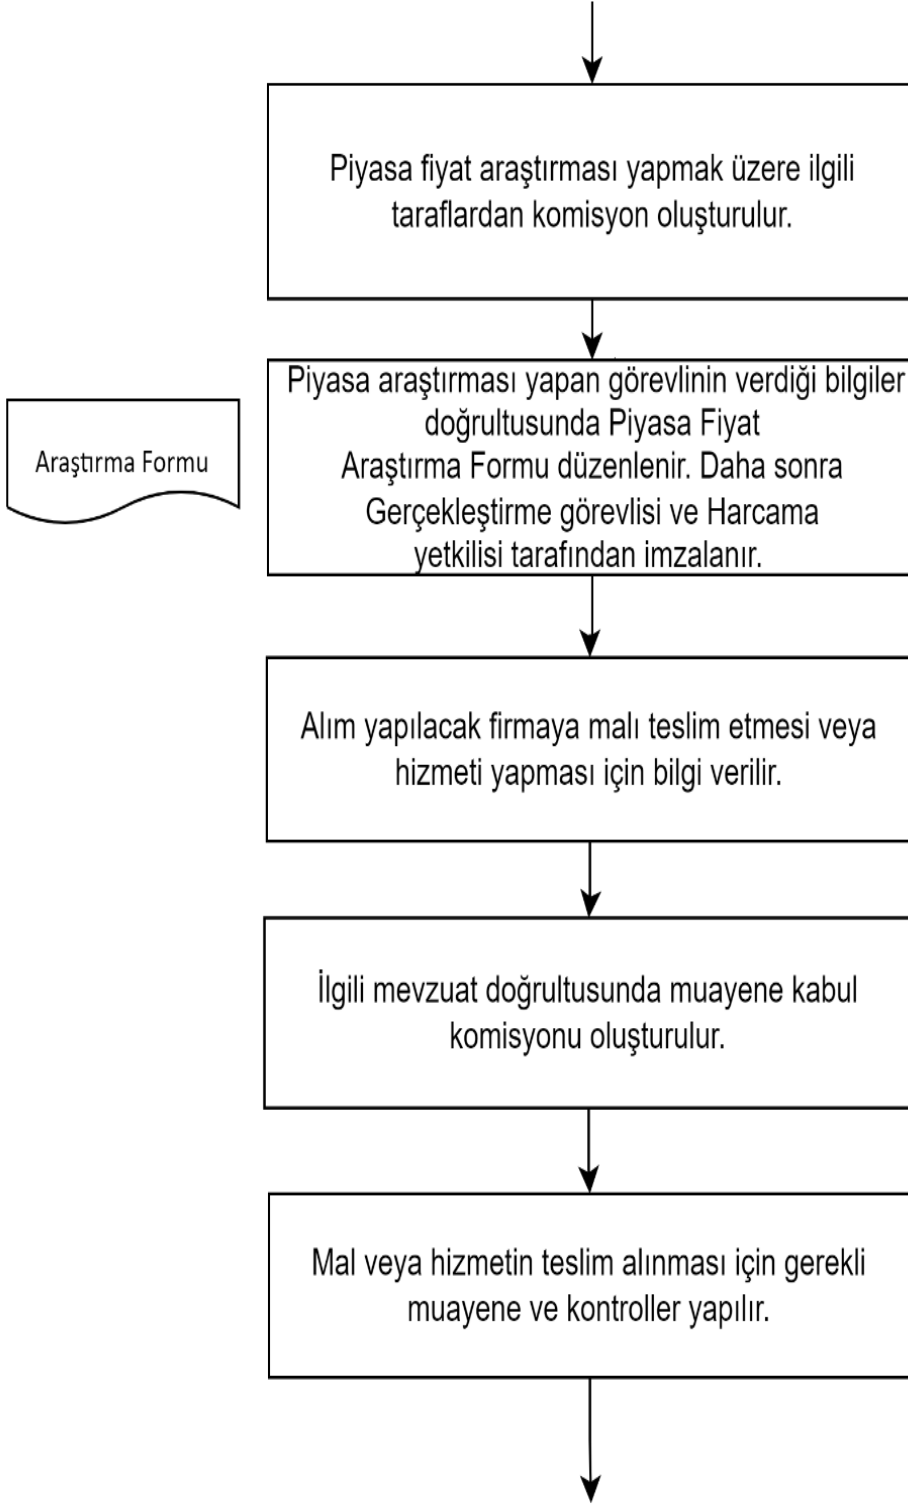 Piyasa fiyat araştırması yapmak üzere ilgili
taraflardan komisyon oluşturulur.
Araştırma Formu
Piyasa araştırması yapan görevlinin verdiği bilgiler
doğrultusunda Piyasa Fiyat
Araştırma Formu düzenlenir. Daha sonra
Gerçekleştirme görevlisi ve Harcama
yetkilisi tarafından imzalanır.
Alım yapılacak firmaya malı teslim etmesi veya
hizmeti yapması için bilgi verilir.
İlgili mevzuat doğrultusunda muayene kabul
komisyonu oluşturulur.
Mal veya hizmetin teslim alınması için gerekli
muayene ve kontroller yapılır.